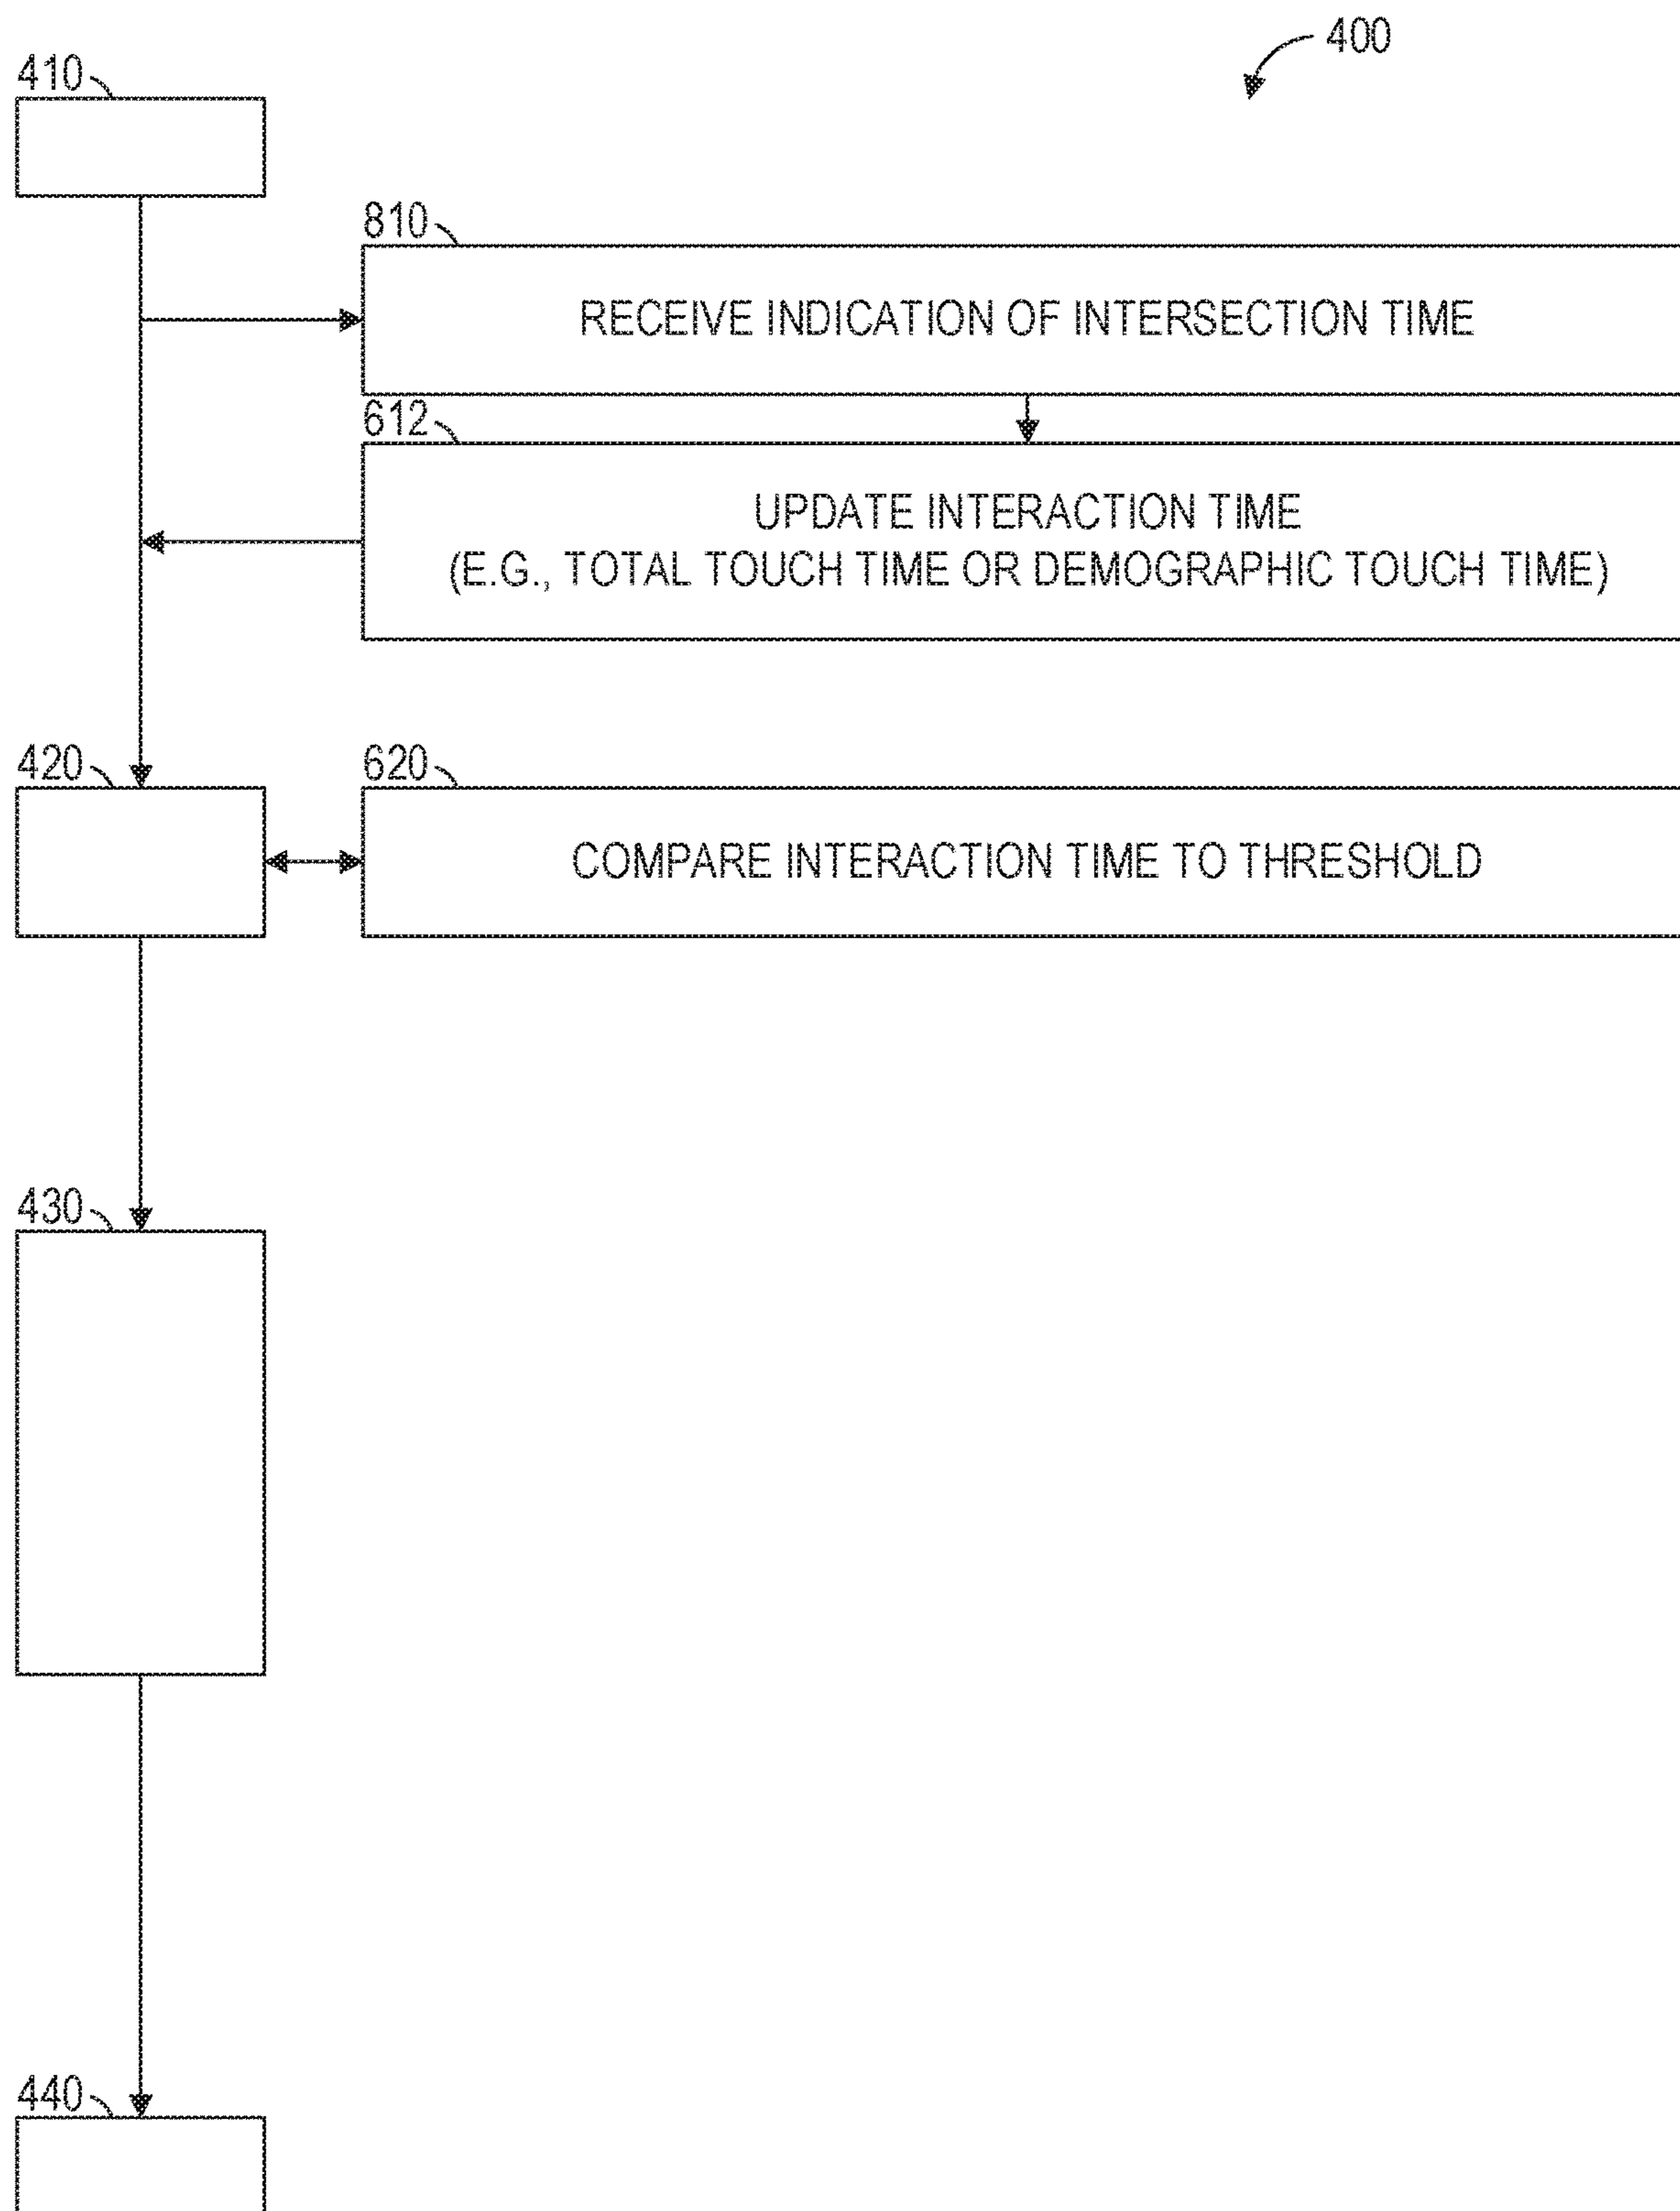 400
410
810
RECEIVE INDICATION OF INTERSECTION TIME
612
UPDATE INTERACTION TIME
(E.G., TOTAL TOUCH TIME OR DEMOGRAPHIC TOUCH TIME)
420
620
COMPARE INTERACTION TIME TO THRESHOLD
430
440